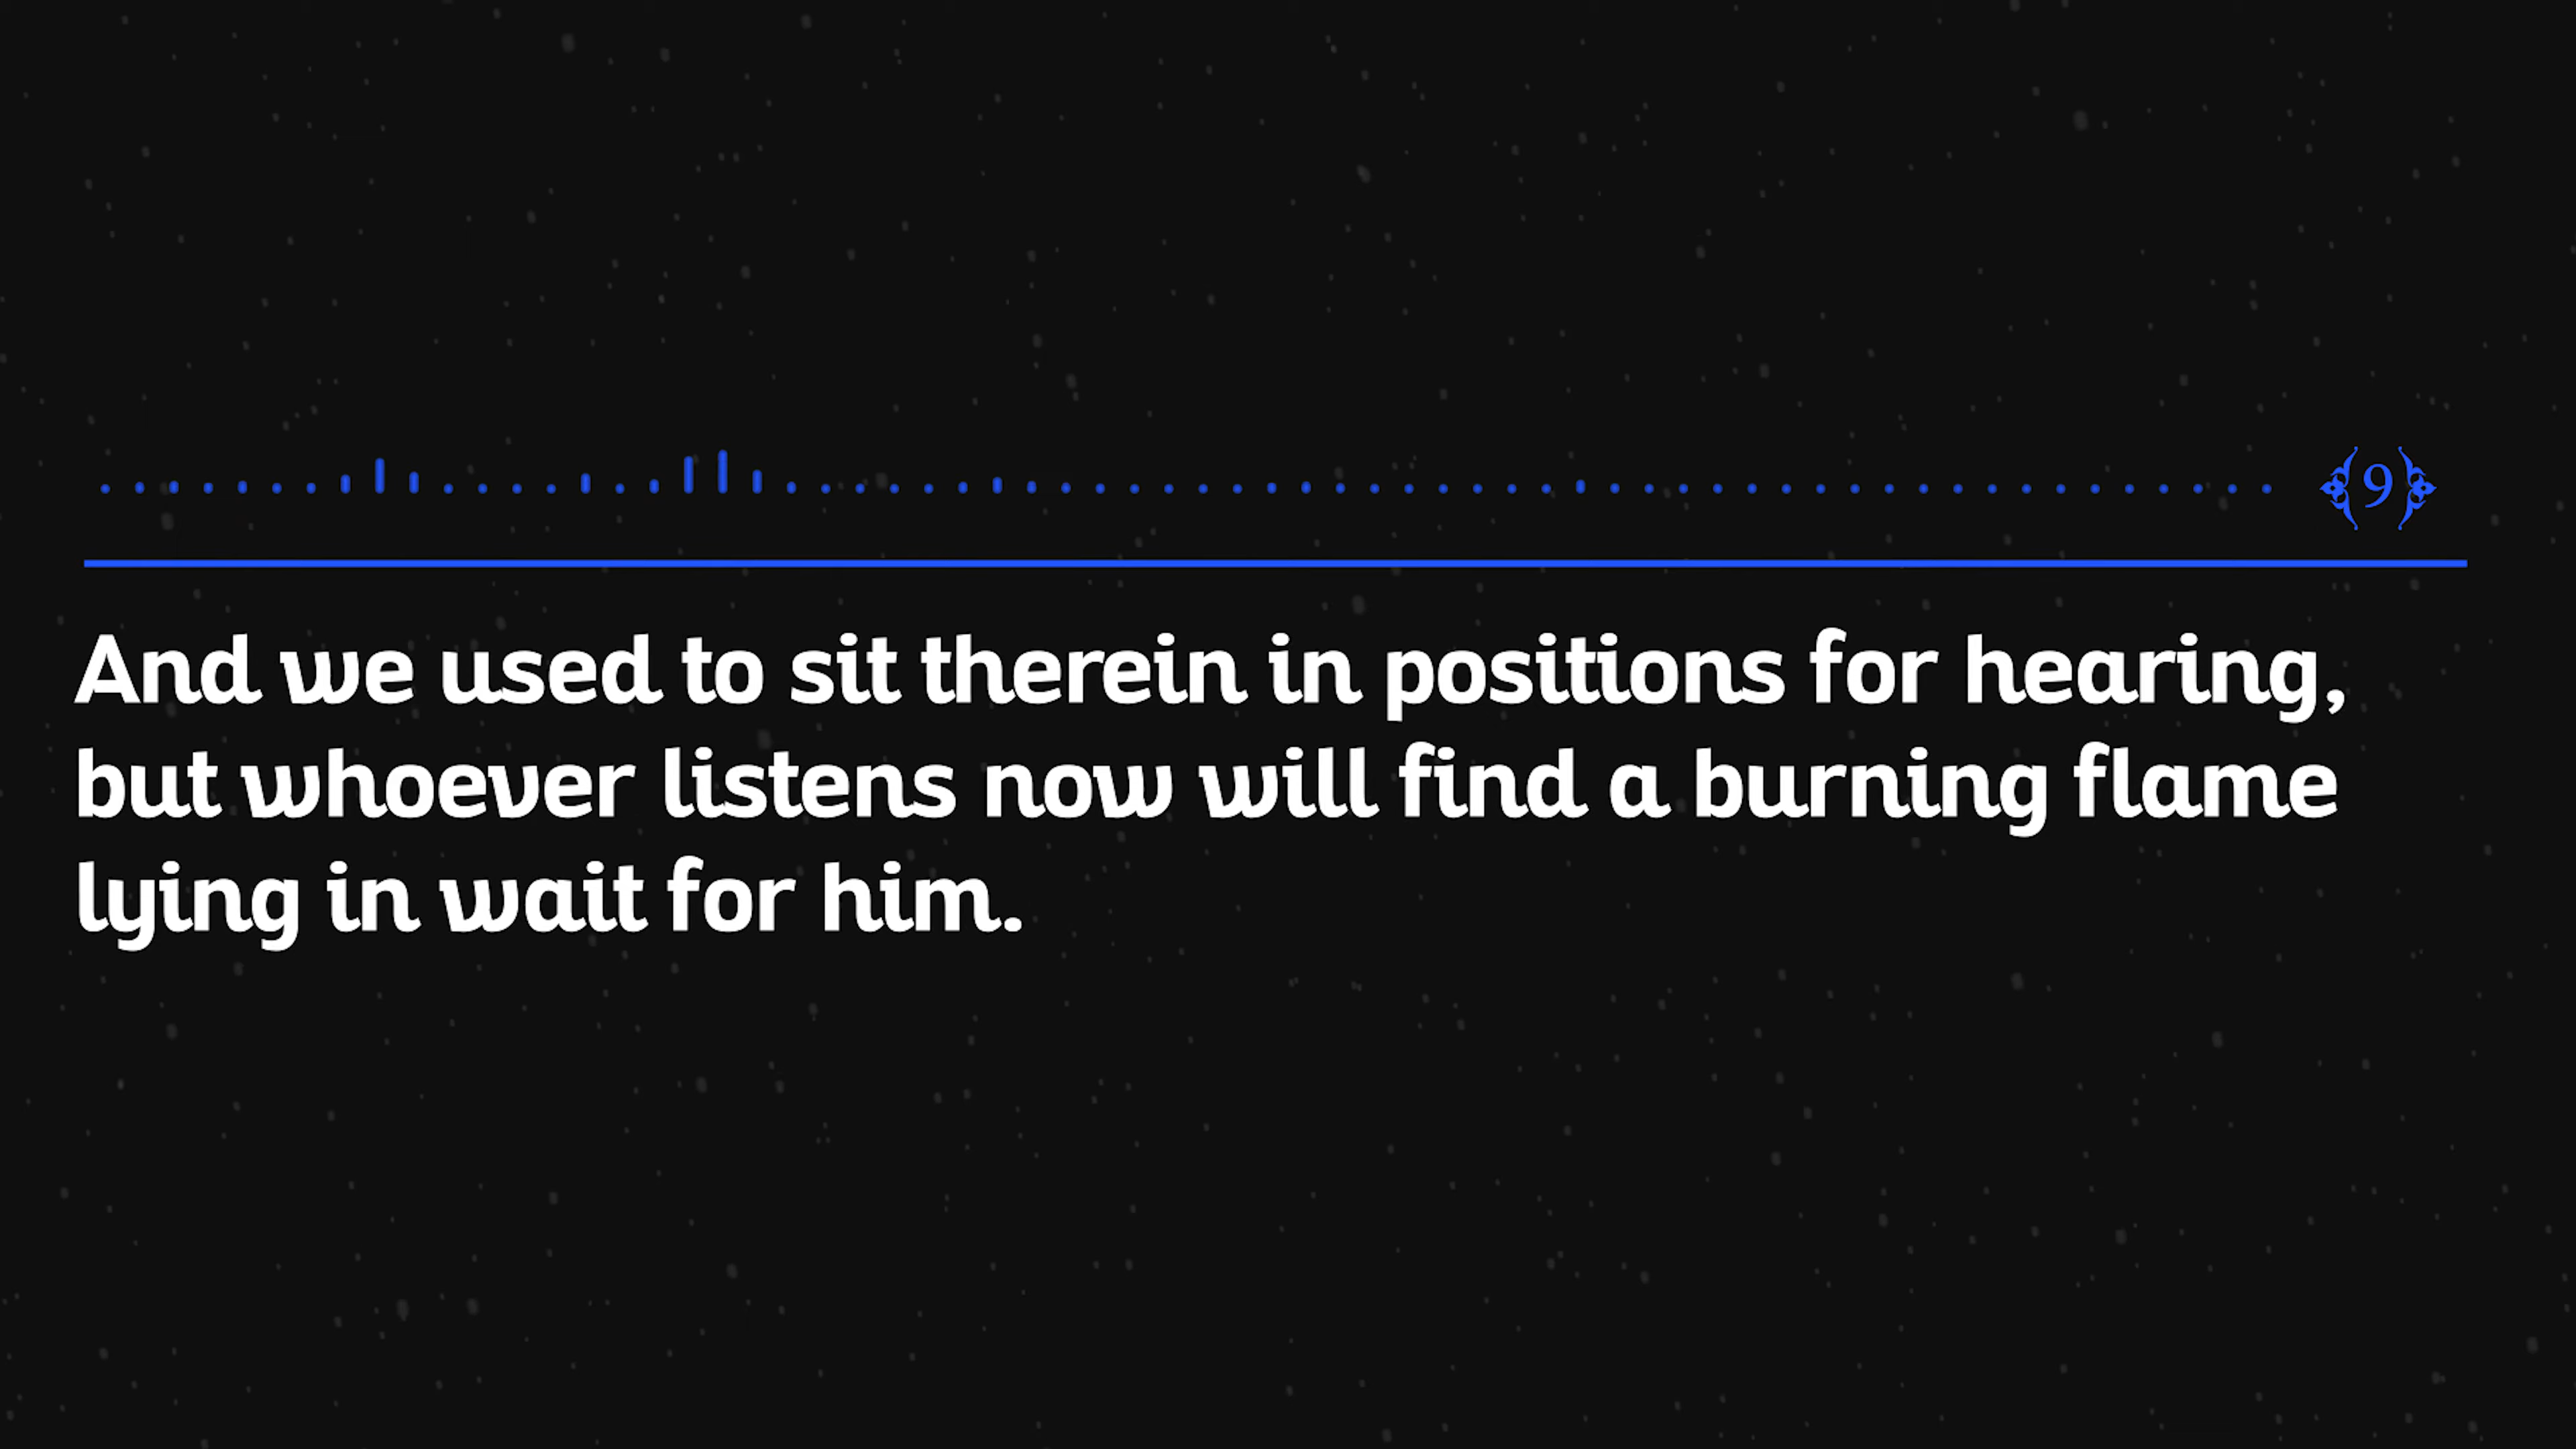 ﴾9﴿
And we used to sit therein in positions for hearing,
but whoever listens now will find a burning flame
lying in wait for him.